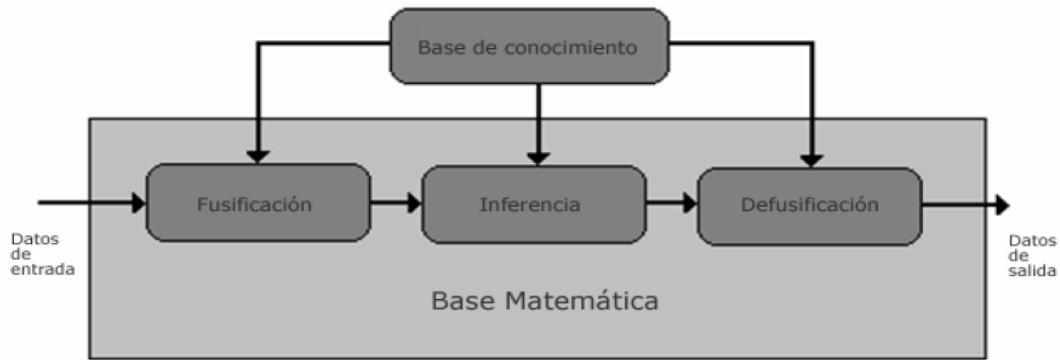 Base de conocimiento
Fusificación
Inferencia
Defusificación
Datos
de
entrada
Datos
de
salida
Base Matemática